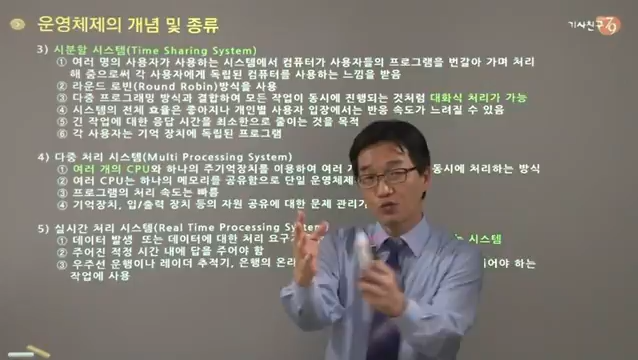 운영체제의 개념 및 종류
기사친구 79
3) 시분할 시스템(Time Sharing System)
① 여러 명의 사용자가 사용하는 시스템에서 컴퓨터가 사용자들의 프로그램을 번갈아 가며 처리
해 줌으로써 각 사용자에게 독립된 컴퓨터를 사용하는 느낌을 받음
② 라운드 로빈(Round Robin)방식을 사용
③ 다중 프로그래밍 방식과 결합하여 모든 작업이 동시에 진행되는 것처럼 대화식 처리가 가능
④ 시스템의 전체 효율은 좋아지나 개인별 사용자 입장에서는 반응 속도가 느려질 수 있음
⑤ 긴 작업에 대한 응답 시간을 최소한으로 줄이는 것을 목적
⑥ 각 사용자는 기억 장치에 독립된 프로그램
4) 다중 처리 시스템(Multi Processing System)
① 여러 개의 CPU와 하나의 주기억장치를 이용하여 여러 동시에 처리하는 방식
② 여러 CPU는 하나의 메모리를 공유함으로 단일 운영체제
③ 프로그램의 처리 속도는 빠름
④ 기억장치, 입/출력 장치 등의 자원 공유에 대한 문제 관리가
5) 실시간 처리 시스템(Real Time Processing System)
① 데이터 발생 또는 데이터에 대한 처리 요구 는 시스템
② 주어진 적정 시간 내에 답을 주어야 함
③ 우주선 운행이나 레이더 추적기, 은행의 온라 되어야 하는
작업에 사용